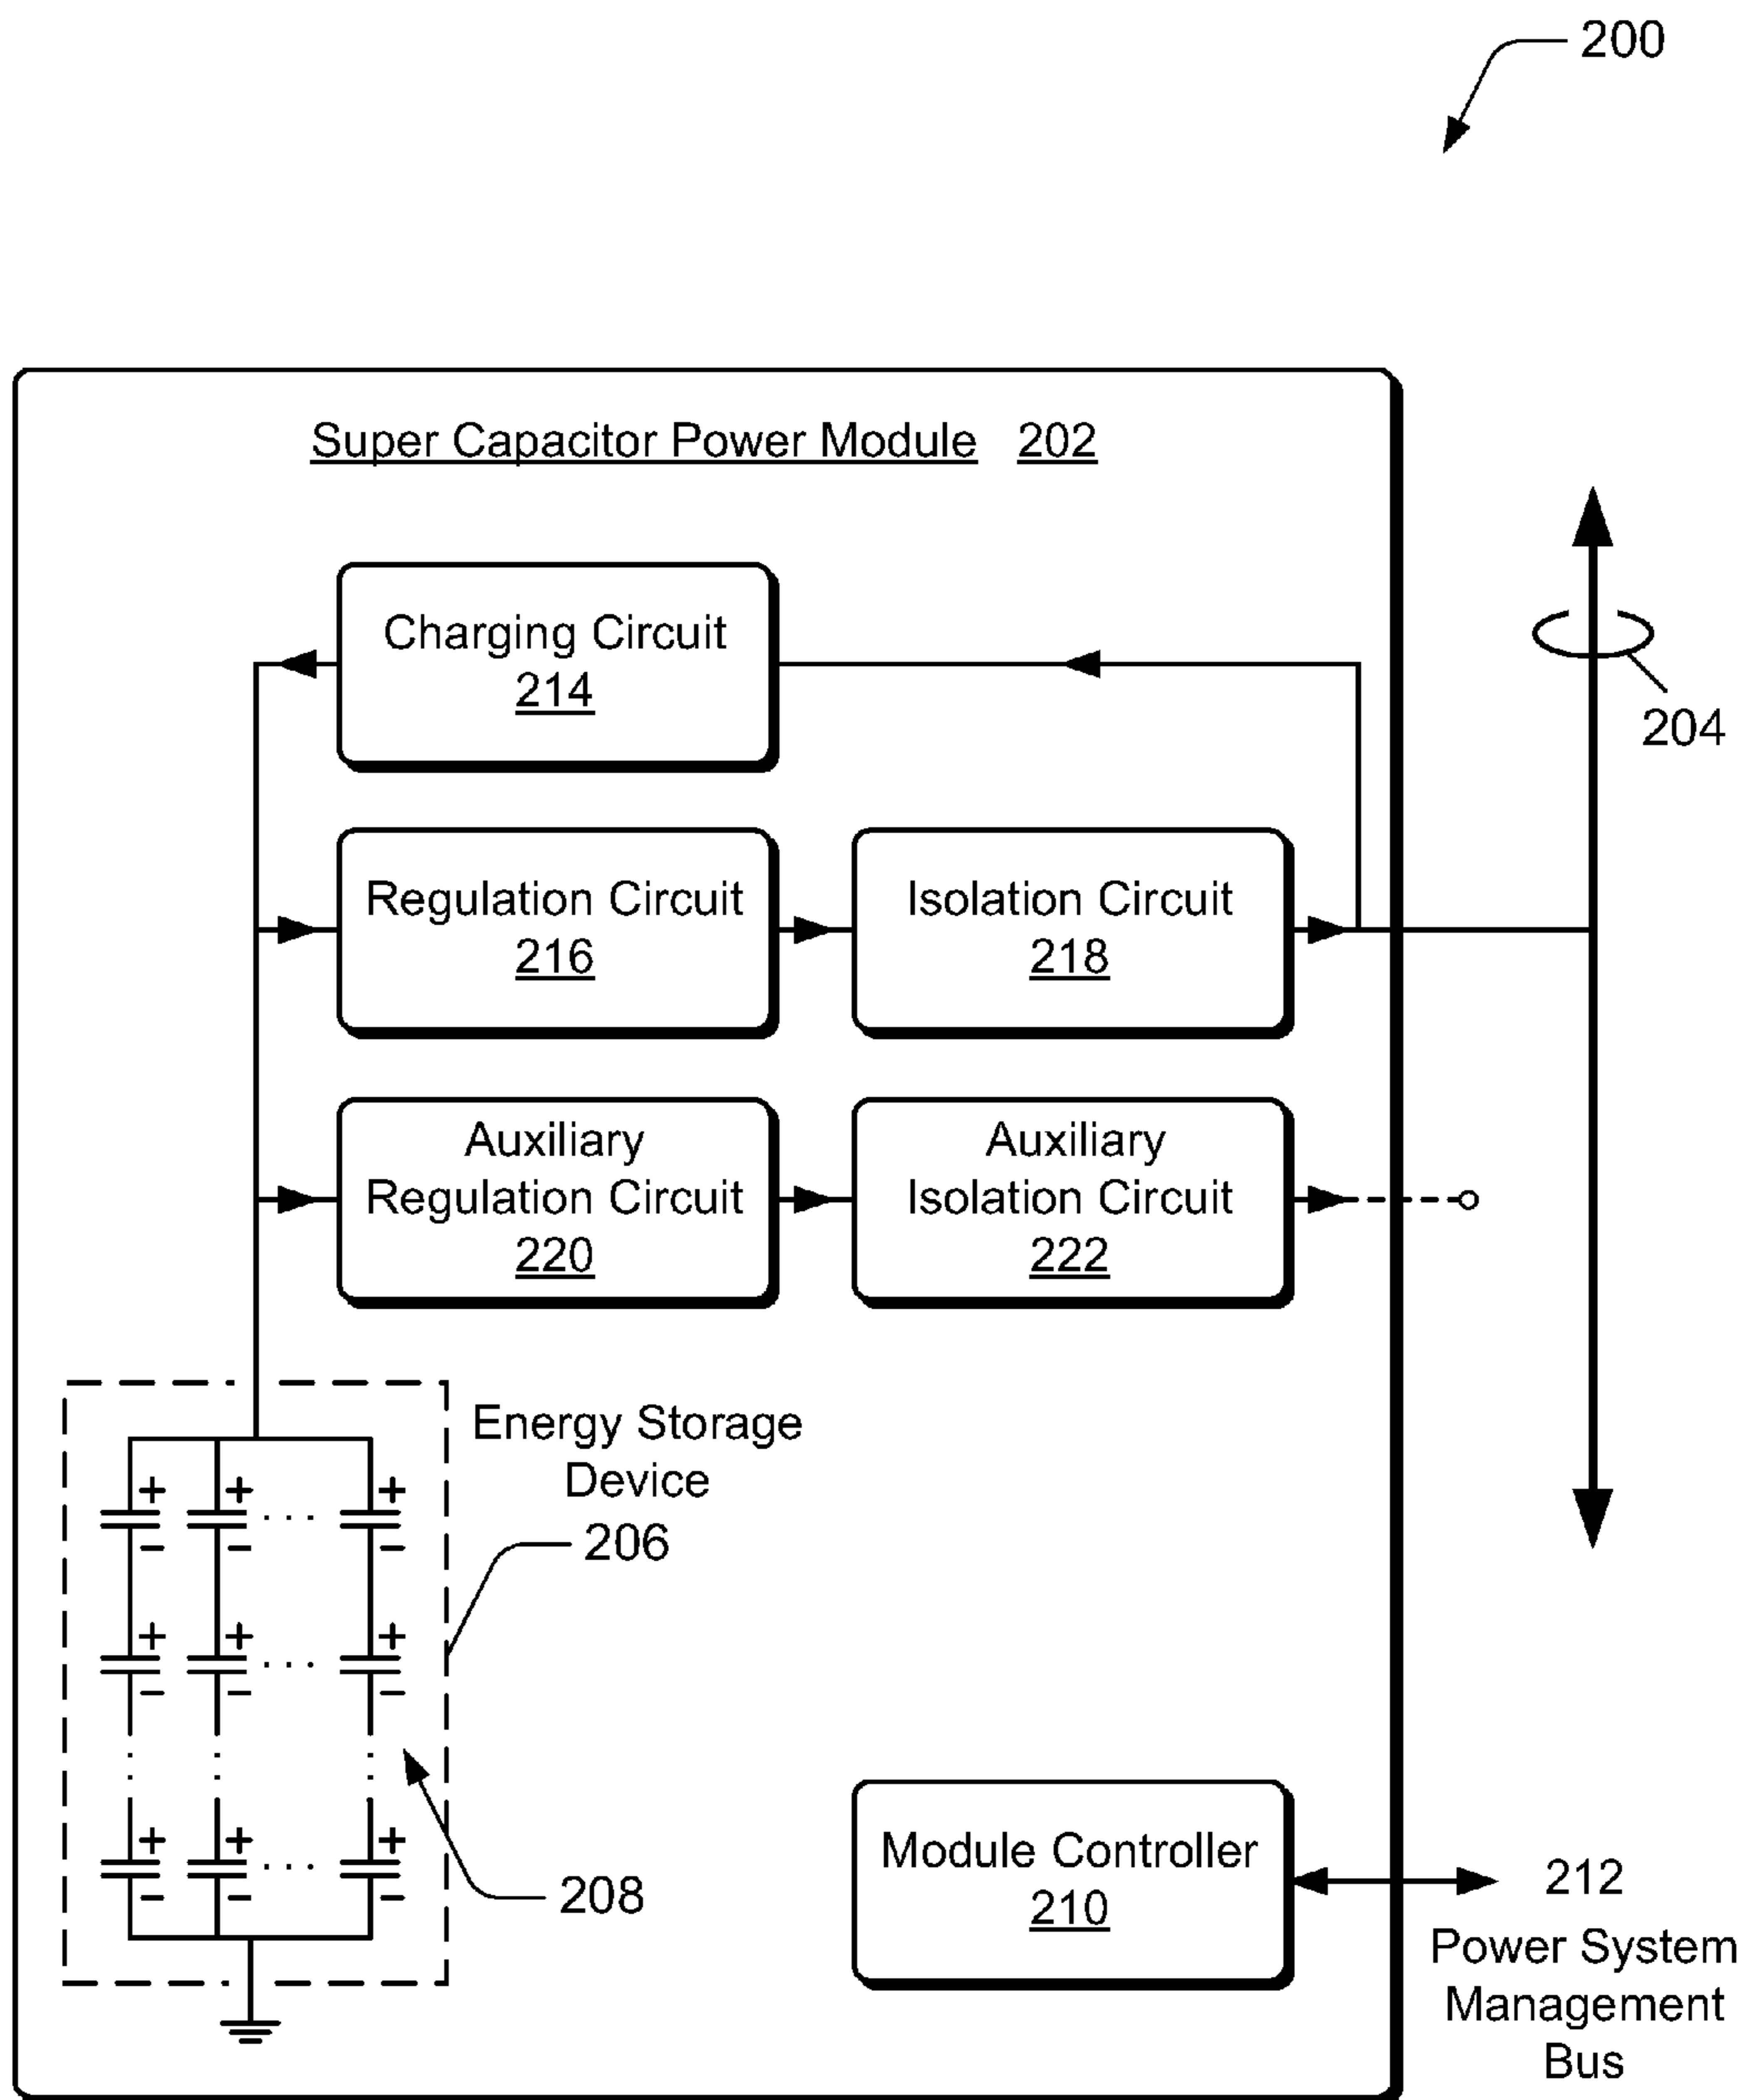 200
Super Capacitor Power Module 202
Charging Circuit
214
204
Regulation Circuit
216
Isolation Circuit
218
Auxiliary
Regulation Circuit
220
Auxiliary
Isolation Circuit
222
Energy Storage
Device
206
+ + ... +
- - -
+ + ... +
- - -
+ + ... +
- - -
208
Module Controller
210
212
Power System
Management
Bus